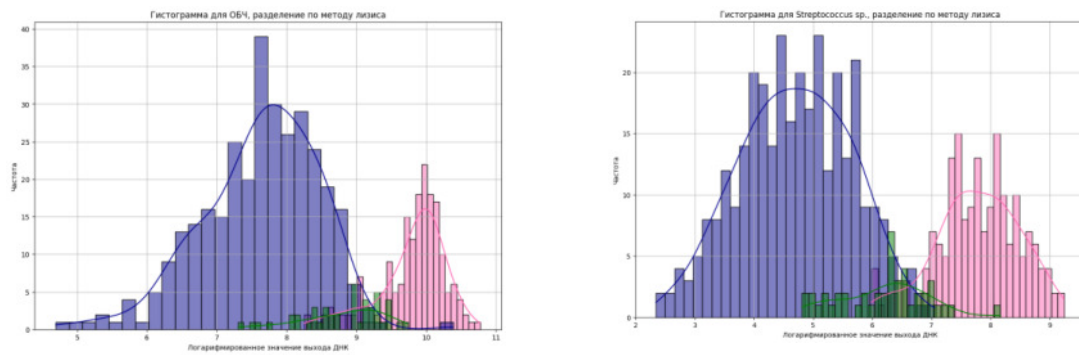 Гистограмма для ОБЧ, разделение по методу лизиса
40
35
30
25
20
15
10
5
0
Частота
5 6 7 8 9 10 11
Логарифмированное значение выхода ДНК
Гистограмма для Streptococcus sp., разделение по методу лизиса
20
15
10
5
0
Частота
2 3 4 5 6 7 8 9
Логарифмированное значение выхода ДНК